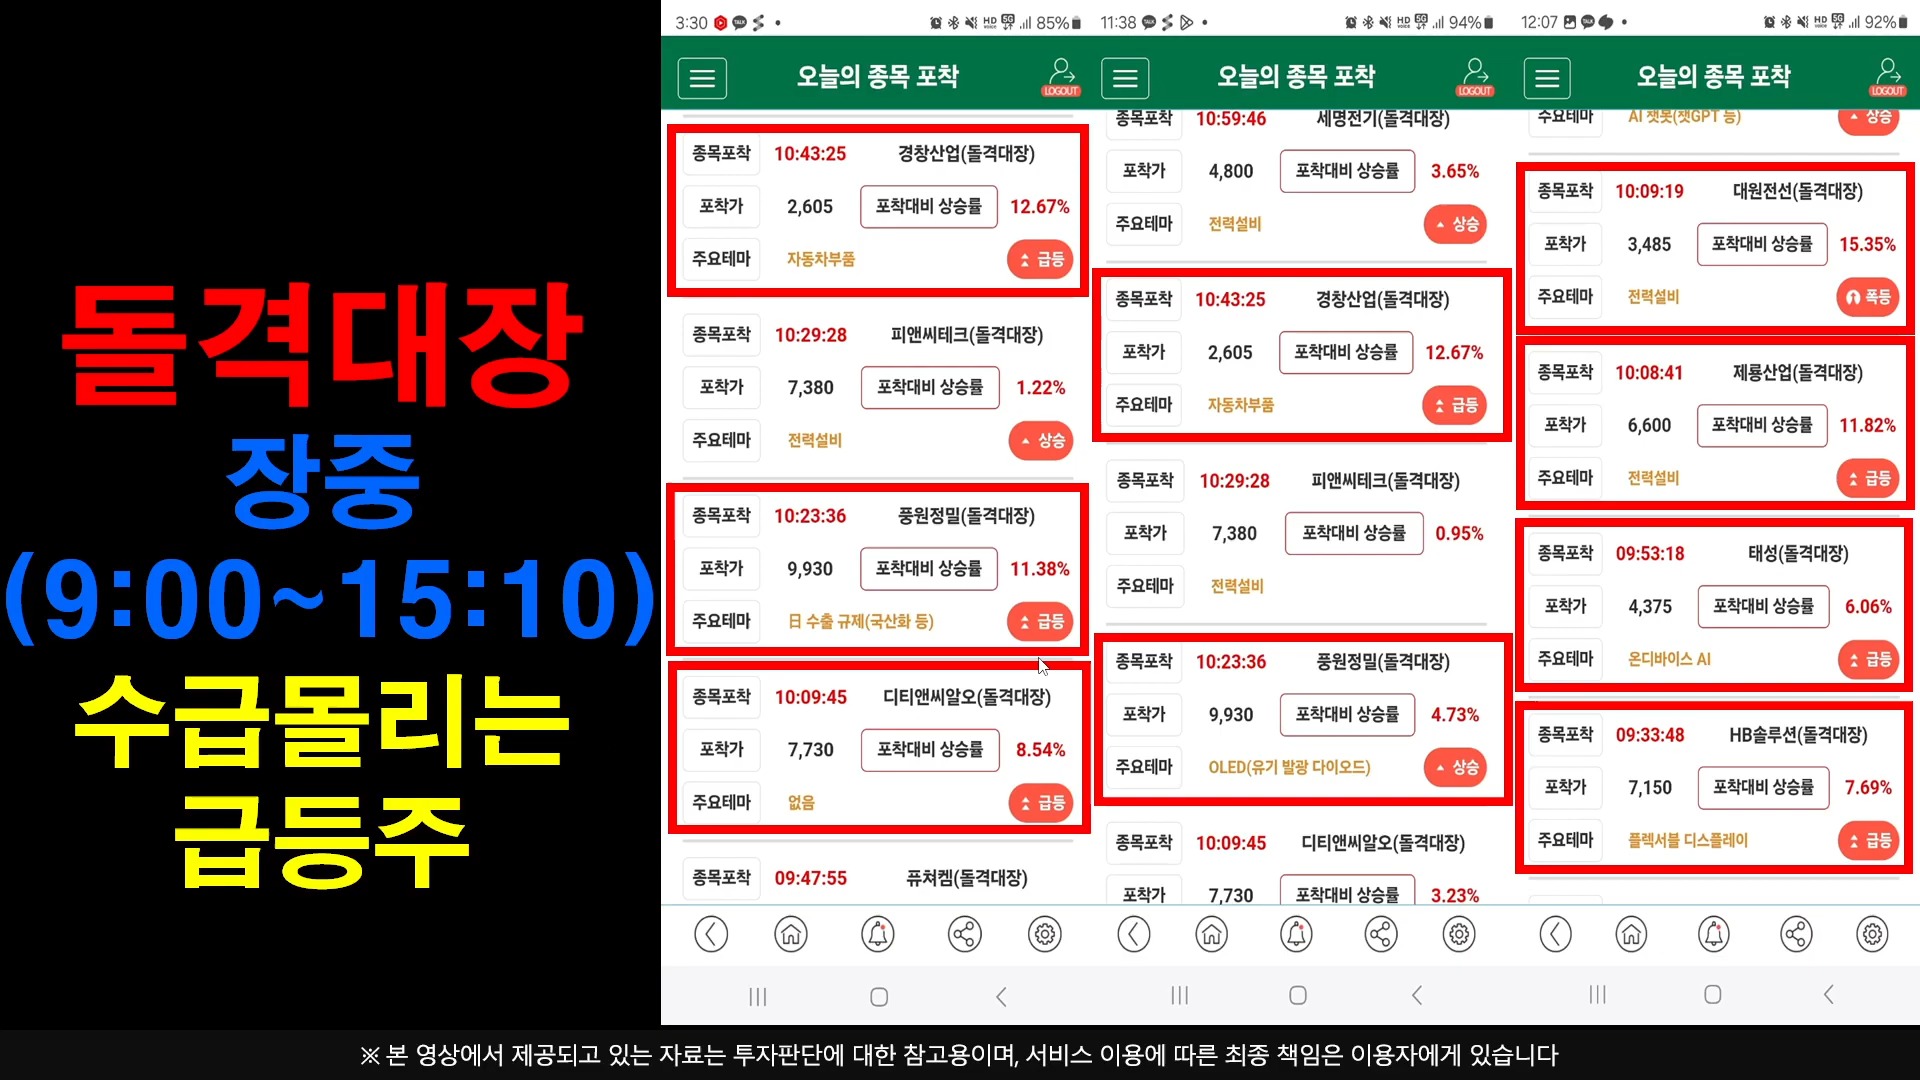 돌격대장
장중
(9:00~15:10)
수급몰리는
급등주
3:30 85%
오늘의 종목 포착
LOGOUT
종목포착 10:43:25 경창산업(돌격대장)
포착가 2,605 포착대비 상승률 12.67%
주요테마 자동차부품 급등
종목포착 10:29:28 피앤씨테크(돌격대장)
포착가 7,380 포착대비 상승률 1.22%
주요테마 전력설비 상승
종목포착 10:23:36 풍원정밀(돌격대장)
포착가 9,930 포착대비 상승률 11.38%
주요테마 日 수출 규제(국산화 등) 급등
종목포착 10:09:45 디티앤씨알오(돌격대장)
포착가 7,730 포착대비 상승률 8.54%
주요테마 없음 급등
종목포착 09:47:55 퓨쳐켐(돌격대장)
11:38 94%
오늘의 종목 포착
LOGOUT
종목포착 10:59:46 세명전기(돌격대장)
포착가 4,800 포착대비 상승률 3.65%
주요테마 전력설비 상승
종목포착 10:43:25 경창산업(돌격대장)
포착가 2,605 포착대비 상승률 12.67%
주요테마 자동차부품 급등
종목포착 10:29:28 피앤씨테크(돌격대장)
포착가 7,380 포착대비 상승률 0.95%
주요테마 전력설비
종목포착 10:23:36 풍원정밀(돌격대장)
포착가 9,930 포착대비 상승률 4.73%
주요테마 OLED(유기 발광 다이오드) 상승
종목포착 10:09:45 디티앤씨알오(돌격대장)
포착가 7,730 포착대비 상승률 3.23%
12:07 92%
오늘의 종목 포착
LOGOUT
주요테마 AI 챗봇(챗GPT 등) 상승
종목포착 10:09:19 대원전선(돌격대장)
포착가 3,485 포착대비 상승률 15.35%
주요테마 전력설비 폭등
종목포착 10:08:41 제룡산업(돌격대장)
포착가 6,600 포착대비 상승률 11.82%
주요테마 전력설비 급등
종목포착 09:53:18 태성(돌격대장)
포착가 4,375 포착대비 상승률 6.06%
주요테마 온디바이스 AI 급등
종목포착 09:33:48 HB솔루션(돌격대장)
포착가 7,150 포착대비 상승률 7.69%
주요테마 플렉서블 디스플레이 급등
※ 본 영상에서 제공되고 있는 자료는 투자판단에 대한 참고용이며, 서비스 이용에 따른 최종 책임은 이용자에게 있습니다